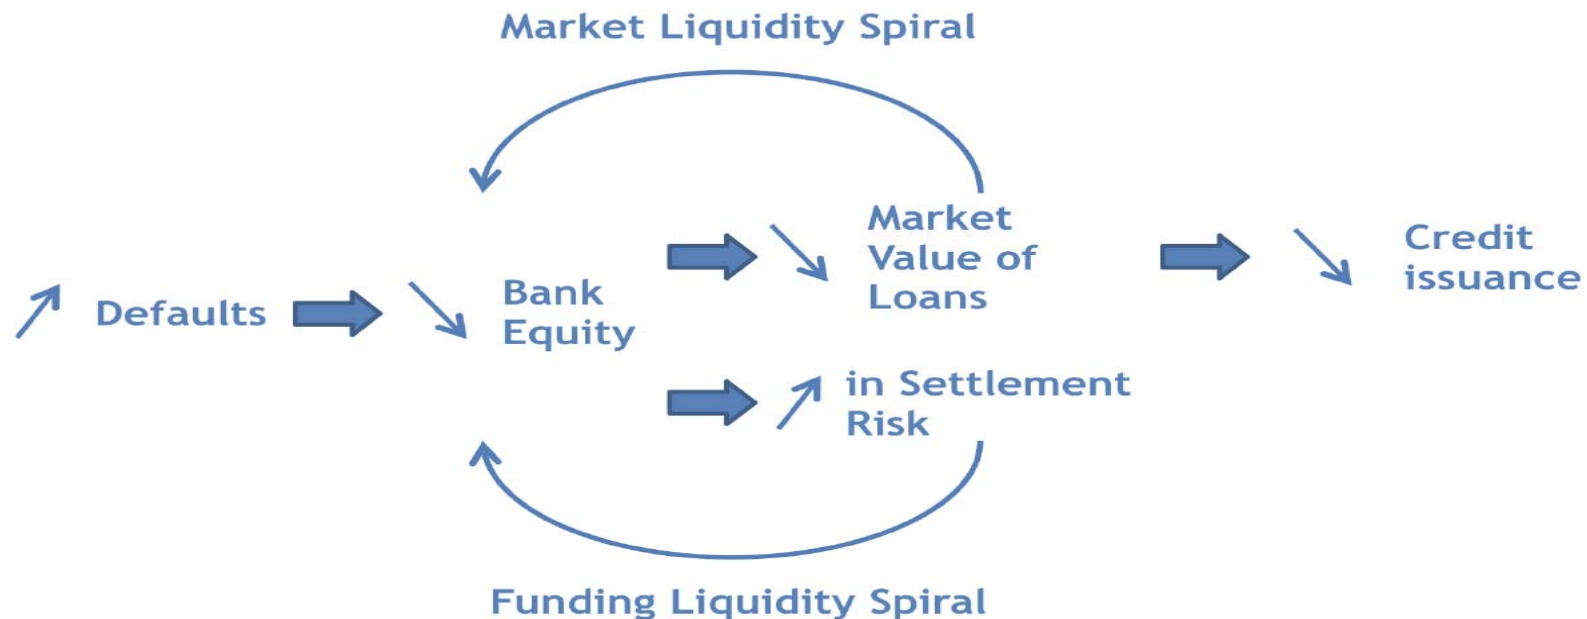 Market Liquidity Spiral
Defaults
Bank
Equity
Market
Value of
Loans
in Settlement
Risk
Credit
issuance
Funding Liquidity Spiral